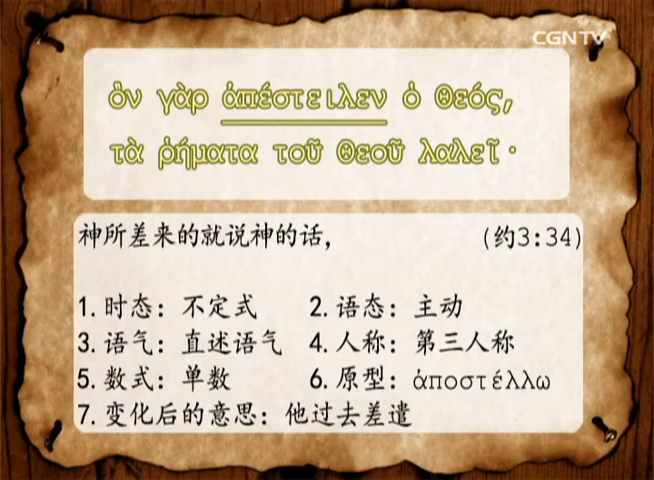 CGNTV
ὃν γὰρ ἀπέστειλεν ὁ Θεός,
τὰ ῥήματα τοῦ Θεοῦ λαλεῖ·
神所差来的就说神的话, (约3:34)
1.时态: 不定式 2.语态: 主动
3.语气: 直述语气 4.人称: 第三人称
5.数式: 单数 6.原型: ἀποστέλλω
7.变化后的意思: 他过去差遣